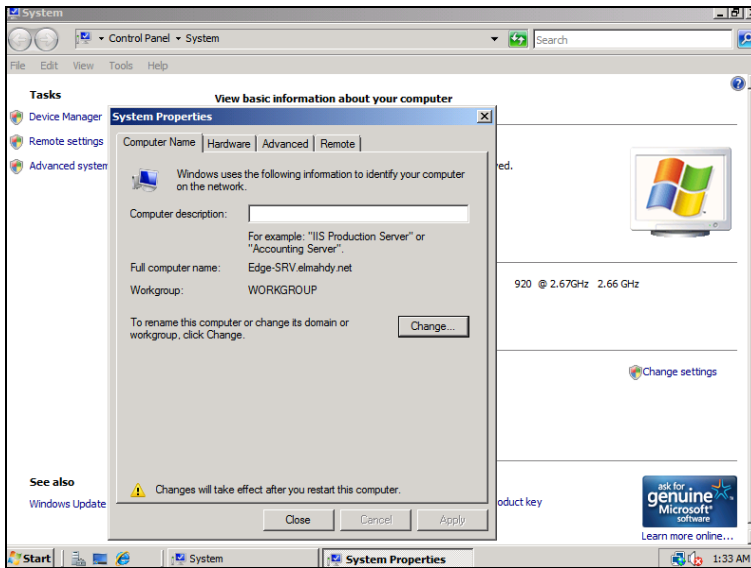 System
Control Panel ▾ System
Search
File Edit View Tools Help
Tasks
Device Manager
Remote settings
Advanced system
View basic information about your computer
System Properties
Computer Name Hardware Advanced Remote
Windows uses the following information to identify your computer
on the network.
Computer description:
For example: "IIS Production Server" or
"Accounting Server".
Full computer name: Edge-SRV.elmahdy.net
Workgroup: WORKGROUP
To rename this computer or change its domain or
workgroup, click Change.
Change...
Changes will take effect after you restart this computer.
Close Cancel Apply
920 @ 2.67GHz 2.66 GHz
Change settings
See also
Windows Update
ask for
genuine
Microsoft®
software
Learn more online...
Start System System Properties 1:33 AM